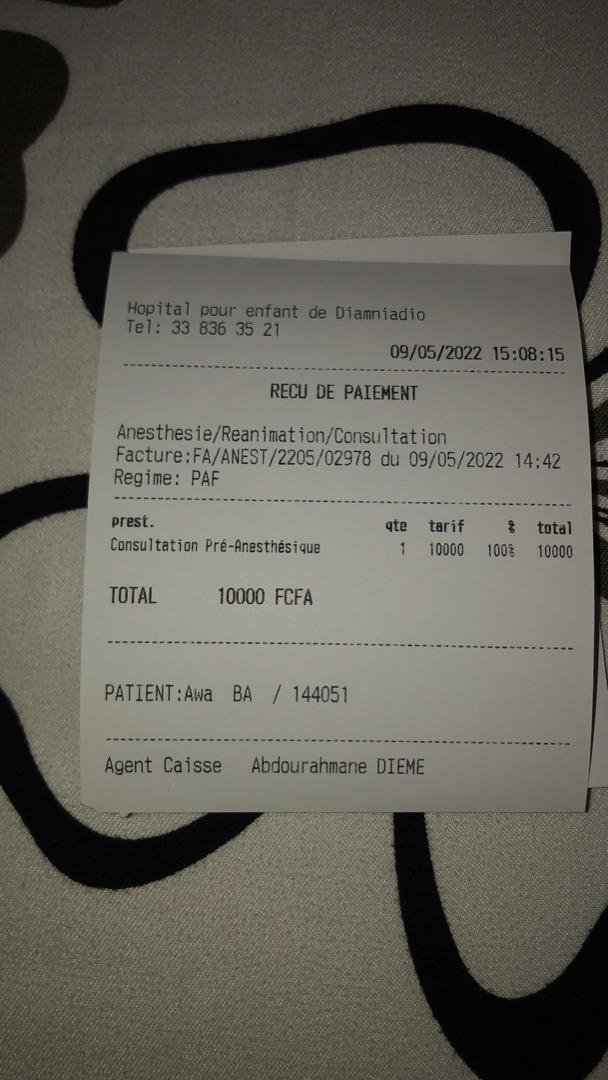 Hopital pour enfant de Diamniadio
Tel: 33 836 35 21
09/05/2022 15:08:15
RECU DE PAIEMENT
Anesthesie/Reanimation/Consultation
Facture:FA/ANEST/2205/02978 du 09/05/2022 14:42
Regime: PAF
prest. qte tarif % total
Consultation Pré-Anesthésique 1 10000 100% 10000
TOTAL 10000 FCFA
PATIENT:Awa BA / 144051
Agent Caisse Abdourahmane DIEME